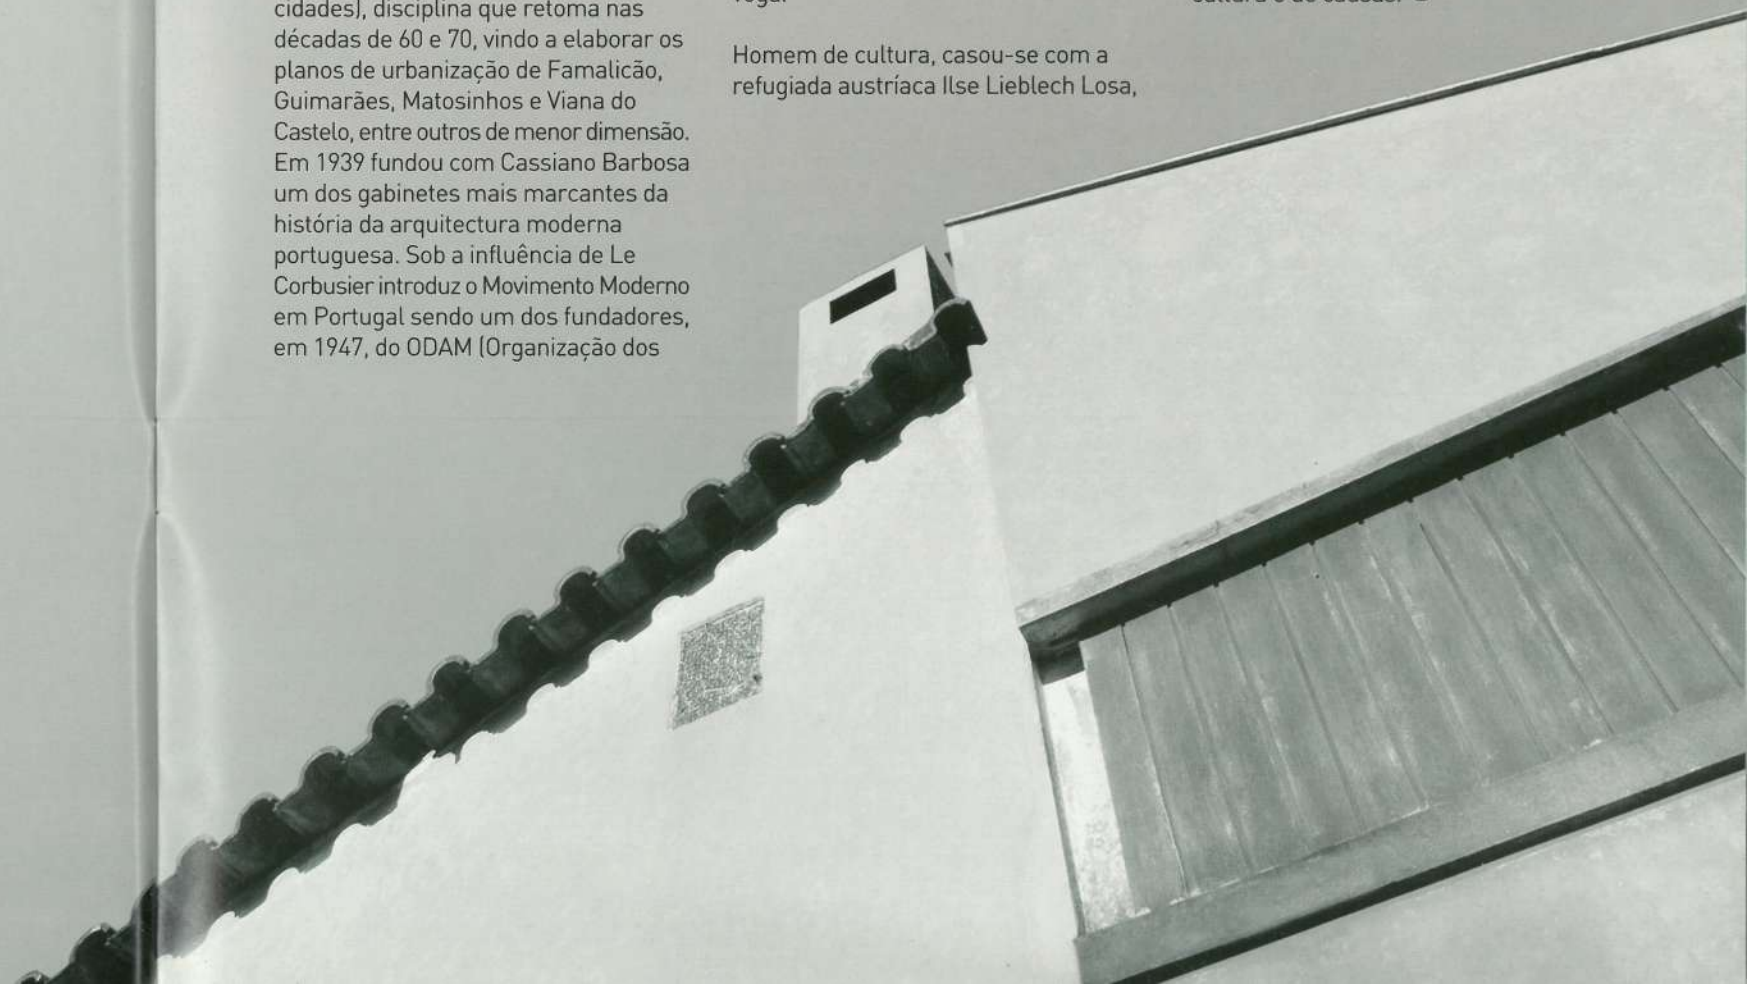 cidades), disciplina que retoma nas
décadas de 60 e 70, vindo a elaborar os
planos de urbanização de Famalicão,
Guimarães, Matosinhos e Viana do
Castelo, entre outros de menor dimensão.
Em 1939 fundou com Cassiano Barbosa
um dos gabinetes mais marcantes da
história da arquitectura moderna
portuguesa. Sob a influência de Le
Corbusier introduz o Movimento Moderno
em Portugal sendo um dos fundadores,
em 1947, do ODAM (Organização dos
Homem de cultura, casou-se com a
refugiada austríaca Ilse Lieblech Losa,